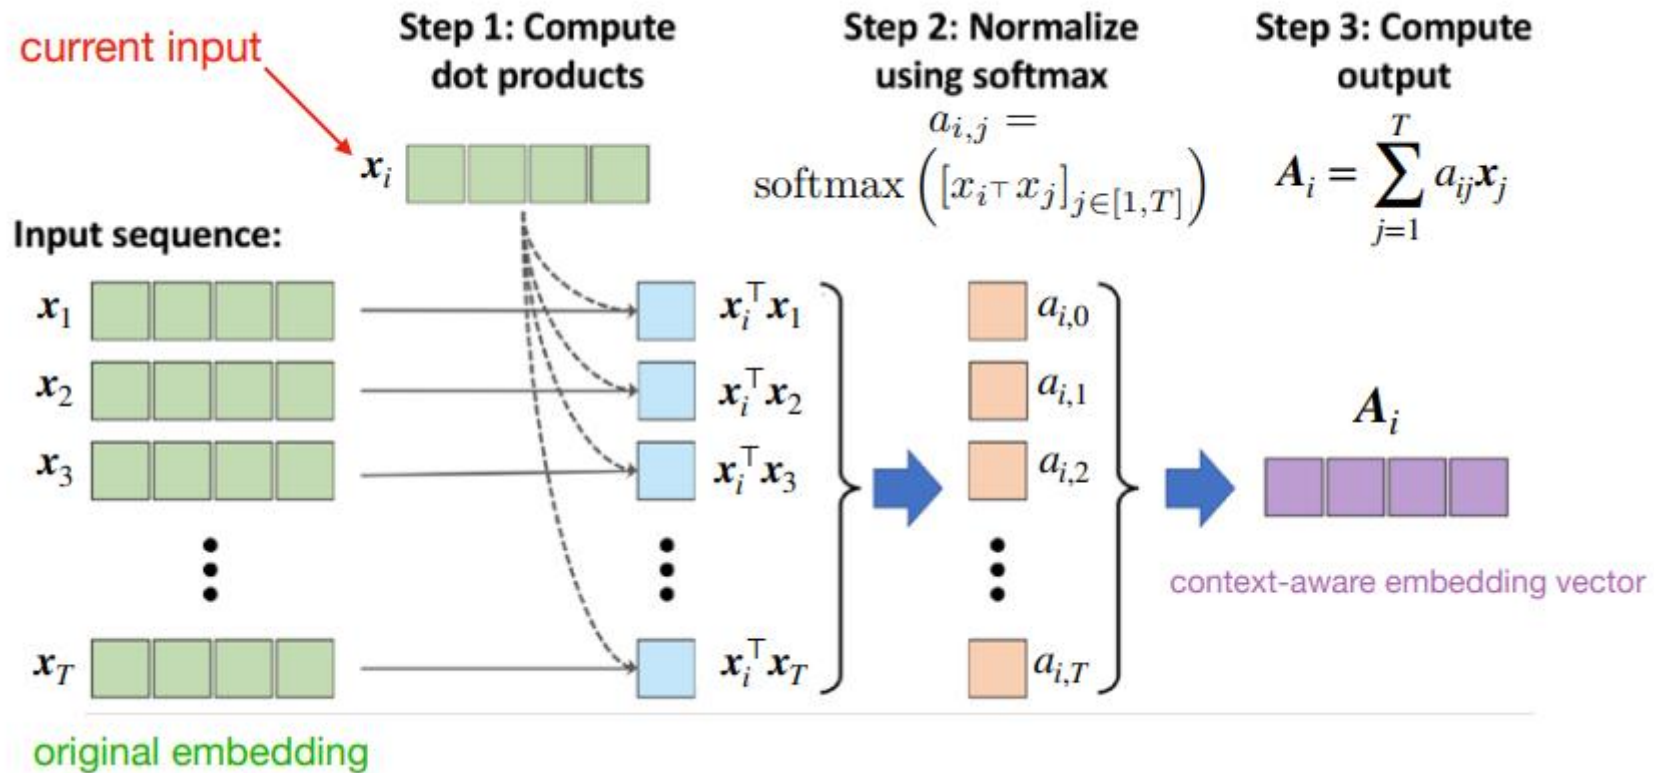 current input
Step 1: Compute
dot products
Step 2: Normalize
using softmax
Step 3: Compute
output
a_{i,j} =
softmax([x_{i^⊤} x_j]_{j∈[1,T]})
A_i = \sum_{j=1}^{T} a_{ij} x_j
x_i
Input sequence:
x_1
x_i^⊤ x_1
a_{i,0}
x_2
x_i^⊤ x_2
a_{i,1}
A_i
x_3
x_i^⊤ x_3
a_{i,2}
context-aware embedding vector
x_T
x_i^⊤ x_T
a_{i,T}
original embedding